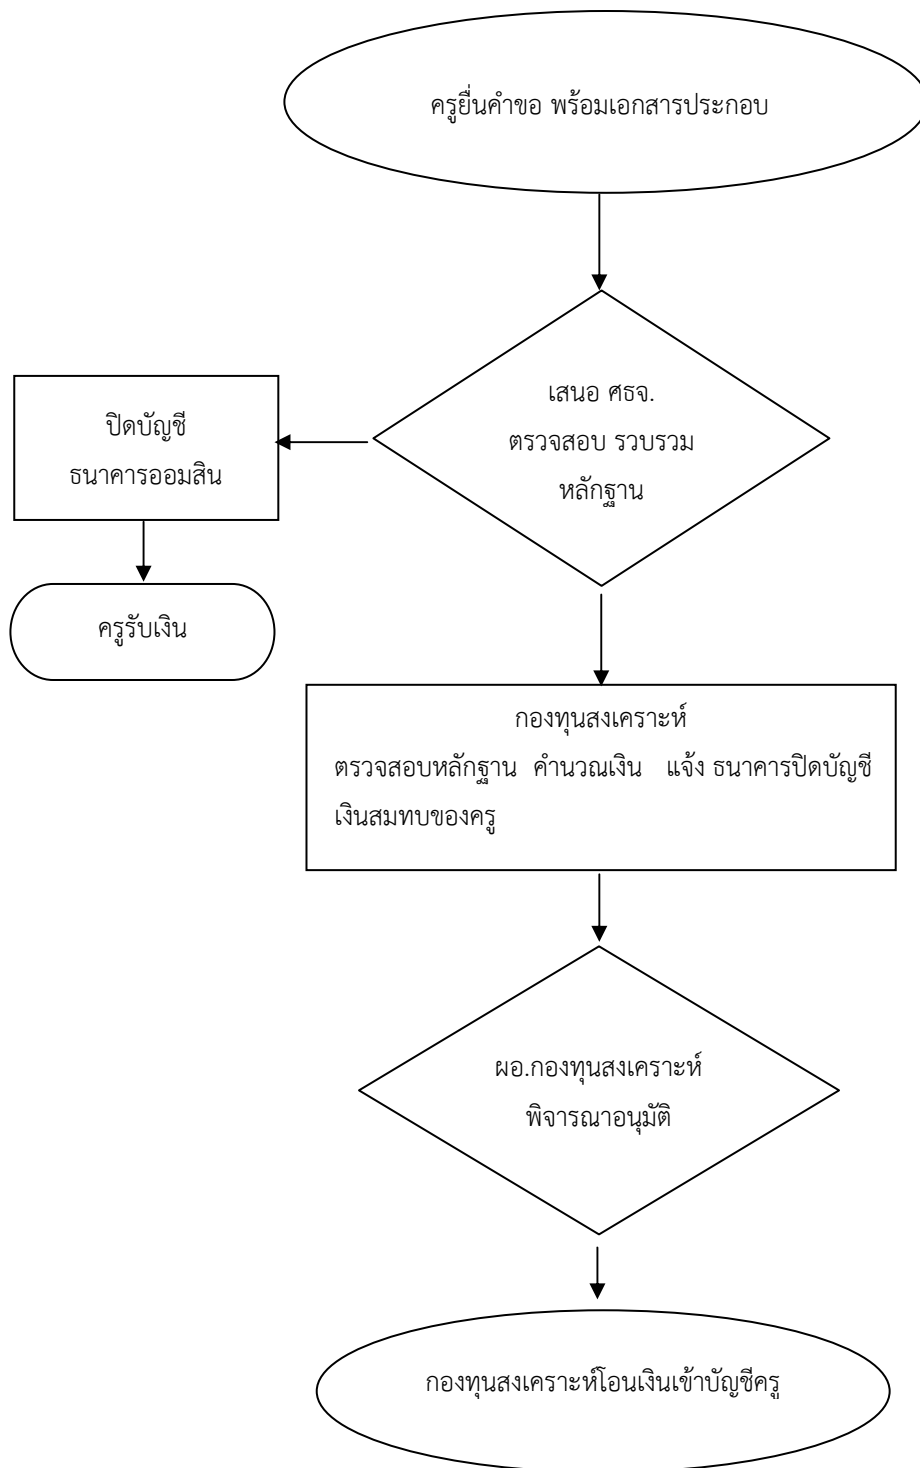 ครูยื่นคำขอ พร้อมเอกสารประกอบ
เสนอ ศธจ.
ตรวจสอบ รวบรวม
หลักฐาน
ปิดบัญชี
ธนาคารออมสิน
ครูรับเงิน
กองทุนสงเคราะห์
ตรวจสอบหลักฐาน คำนวณเงิน แจ้ง ธนาคารปิดบัญชี
เงินสมทบของครู
ผอ.กองทุนสงเคราะห์
พิจารณาอนุมัติ
กองทุนสงเคราะห์โอนเงินเข้าบัญชีครู